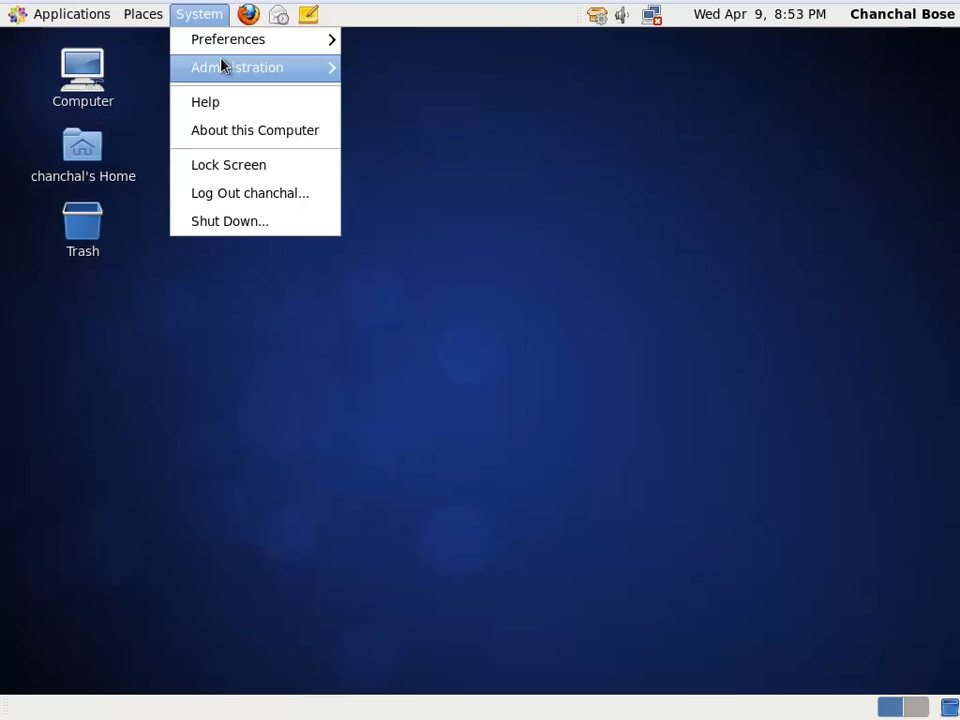 Applications Places System Wed Apr 9, 8:53 PM Chanchal Bose
Preferences
Administration
Help
About this Computer
Lock Screen
Log Out chanchal...
Shut Down...
Computer
chanchal's Home
Trash